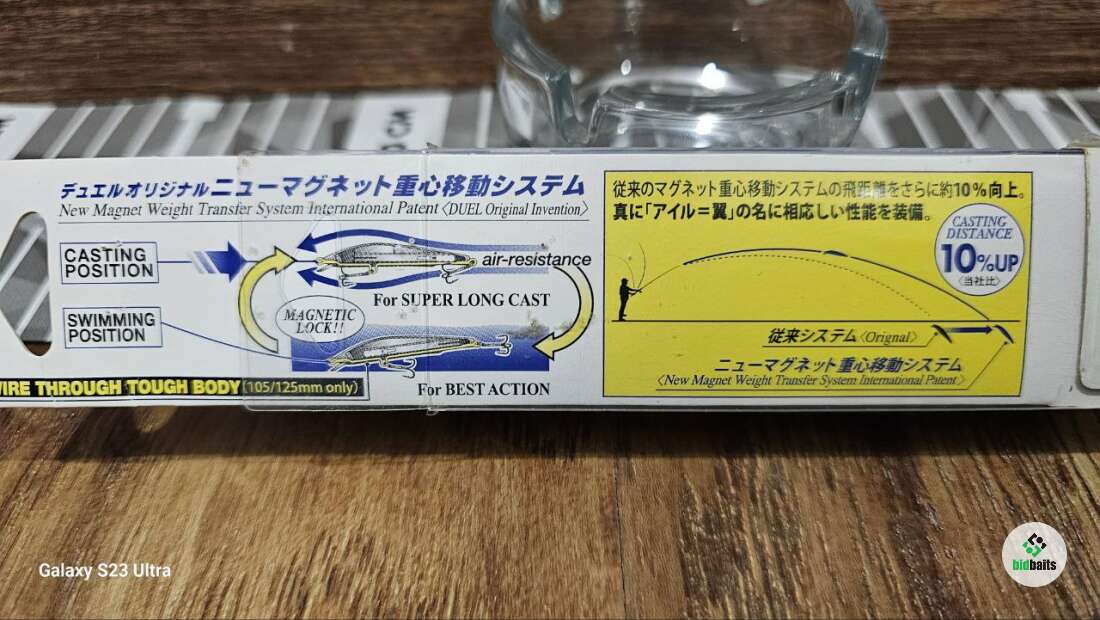 デュエルオリジナルニューマグネット重心移動システム
New Magnet Weight Transfer System International Patent〈DUEL Original Invention〉
CASTING
POSITION
air-resistance
For SUPER LONG CAST
MAGNETIC
LOCK!!
SWIMMING
POSITION
For BEST ACTION
WIRE THROUGH TOUGH BODY (105/125mm only)
従来のマグネット重心移動システムの飛距離をさらに約10%向上。
真に「アイル=翼」の名に相応しい性能を装備。
CASTING
DISTANCE
10%UP
〈当社比〉
従来システム〈Orignal〉
ニューマグネット重心移動システム
〈New Magnet Weight Transfer System International Patent〉
Galaxy S23 Ultra
bidbaits